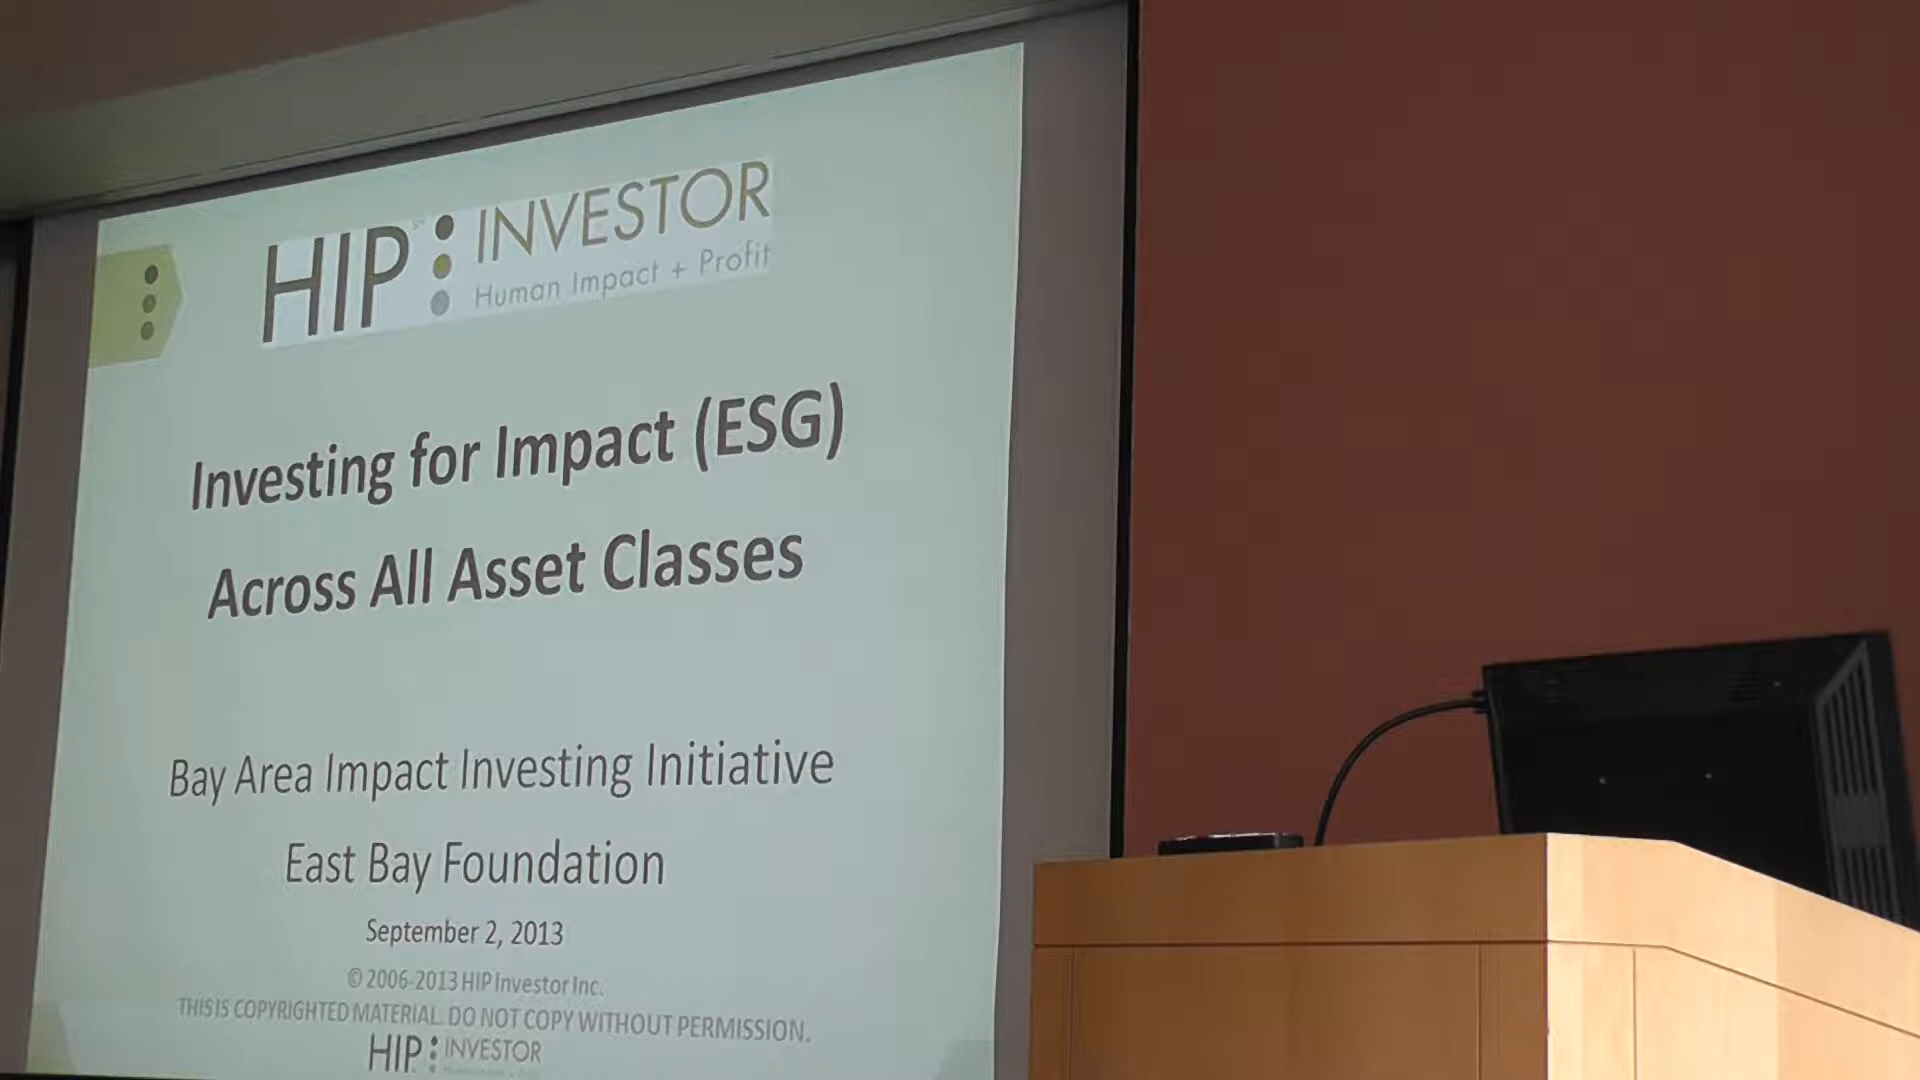 HIP
INVESTOR
Human Impact + Profit
Investing for Impact (ESG)
Across All Asset Classes
Bay Area Impact Investing Initiative
East Bay Foundation
September 2, 2013
© 2006-2013 HIP Investor Inc.
THIS IS COPYRIGHTED MATERIAL. DO NOT COPY WITHOUT PERMISSION.
HIP INVESTOR